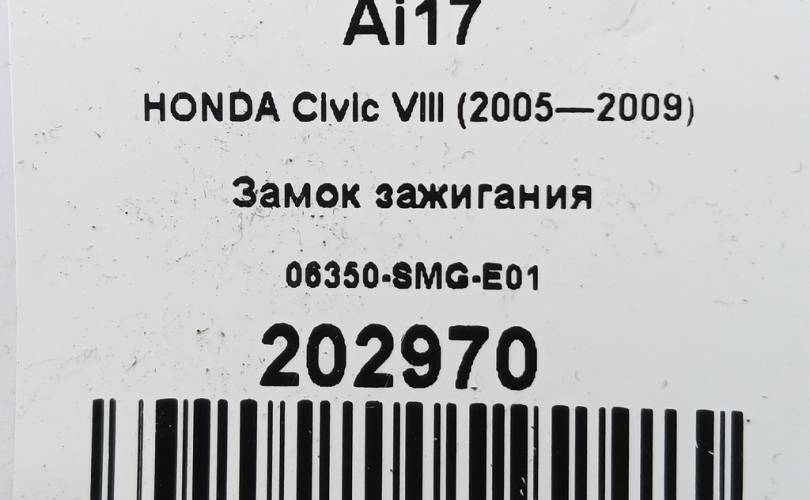 Ai17
HONDA Civic VIII (2005—2009)
Замок зажигания
06350-SMG-E01
202970